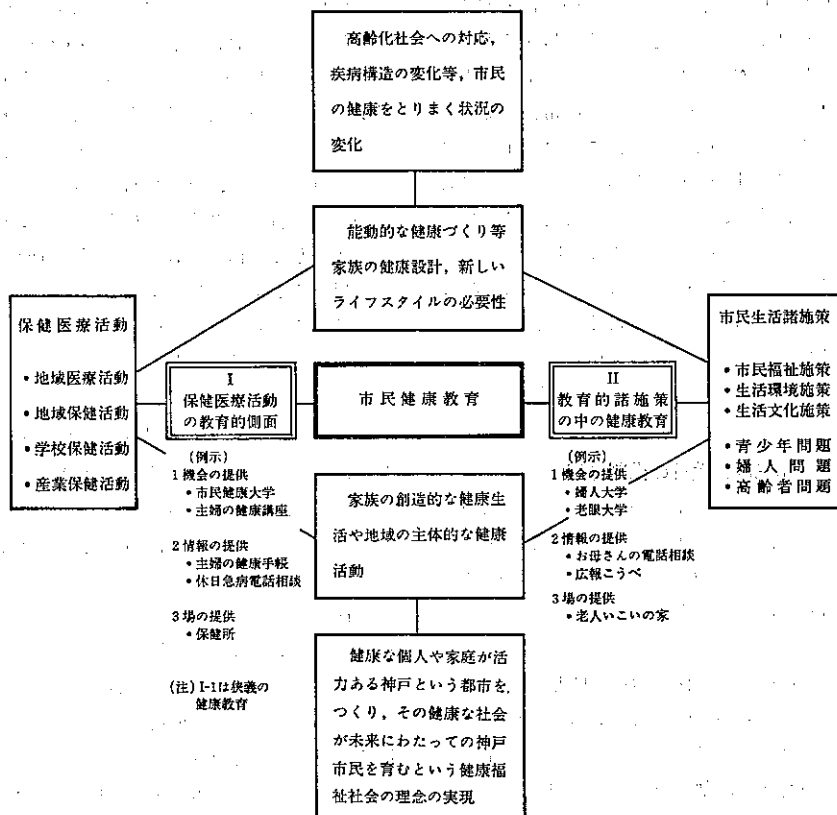 高齢化社会への対応，
疾病構造の変化等，市民
の健康をとりまく状況の
変化
能動的な健康づくり等
家族の健康設計，新しい
ライフスタイルの必要性
保健医療活動
•地域医療活動
•地域保健活動
•学校保健活動
•産業保健活動
I
保健医療活動
の教育的側面
市民健康教育
II
教育的諸施策
の中の健康教育
市民生活諸施策
•市民福祉施策
•生活環境施策
•生活文化施策
•青少年問題
•婦人問題
•高齢者問題
(例示)
1 機会の提供
•市民健康大学
•主婦の健康講座
2 情報の提供
•主婦の健康手帳
•休日急病電話相談
3 場の提供
•保健所
(注) I-1は狭義の
健康教育
家族の創造的な健康生
活や地域の主体的な健康
活動
(例示)
1 機会の提供
•婦人大学
•老眼大学
2 情報の提供
•お母さんの電話相談
•広報こうべ
3 場の提供
•老人いこいの家
健康な個人や家庭が活
力ある神戸という都市を
つくり，その健康な社会
が未来にわたっての神戸
市民を育むという健康福
祉社会の理念の実現